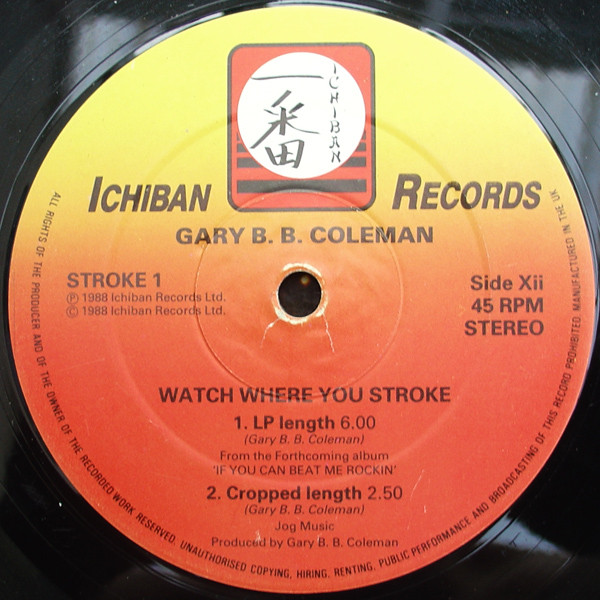 一番
ICHIBAN
ICHIBAN RECORDS
GARY B. B. COLEMAN
STROKE 1
Ⓟ 1988 Ichiban Records Ltd.
© 1988 Ichiban Records Ltd.
Side Xii
45 RPM
STEREO
WATCH WHERE YOU STROKE
1. LP length 6.00
(Gary B. B. Coleman)
From the Forthcoming album
'IF YOU CAN BEAT ME ROCKIN'
2. Cropped length 2.50
(Gary B. B. Coleman)
Jog Music
Produced by Gary B. B. Coleman
ALL RIGHTS OF THE PRODUCER AND OF THE OWNER OF THE RECORDED WORK RESERVED. UNAUTHORISED COPYING, HIRING, RENTING, PUBLIC PERFORMANCE AND BROADCASTING OF THIS RECORD PROHIBITED. MANUFACTURED IN THE UK.